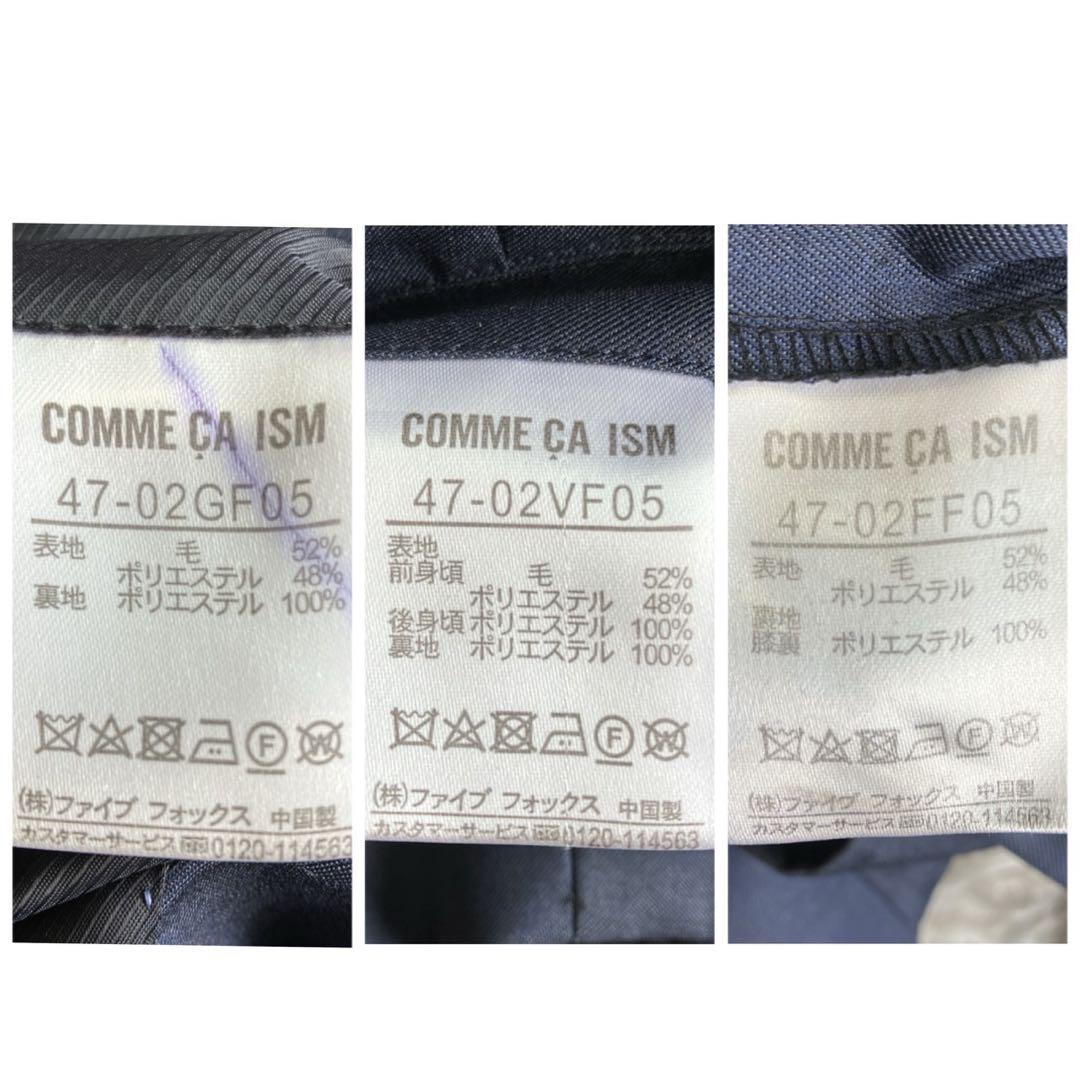 COMME ÇA ISM
47-02GF05
表地 毛 52%
ポリエステル 48%
裏地 ポリエステル 100%
F W
(株)ファイブ フォックス 中国製
カスタマーサービス 0120-114563
COMME ÇA ISM
47-02VF05
表地
前身頃 毛 52%
ポリエステル 48%
後身頃 ポリエステル 100%
裏地 ポリエステル 100%
F W
(株)ファイブ フォックス 中国製
カスタマーサービス 0120-114563
COMME ÇA ISM
47-02FF05
表地 毛 52%
ポリエステル 48%
裏地
膝裏 ポリエステル 100%
F W
(株)ファイブ フォックス 中国製
カスタマーサービス 0120-114563